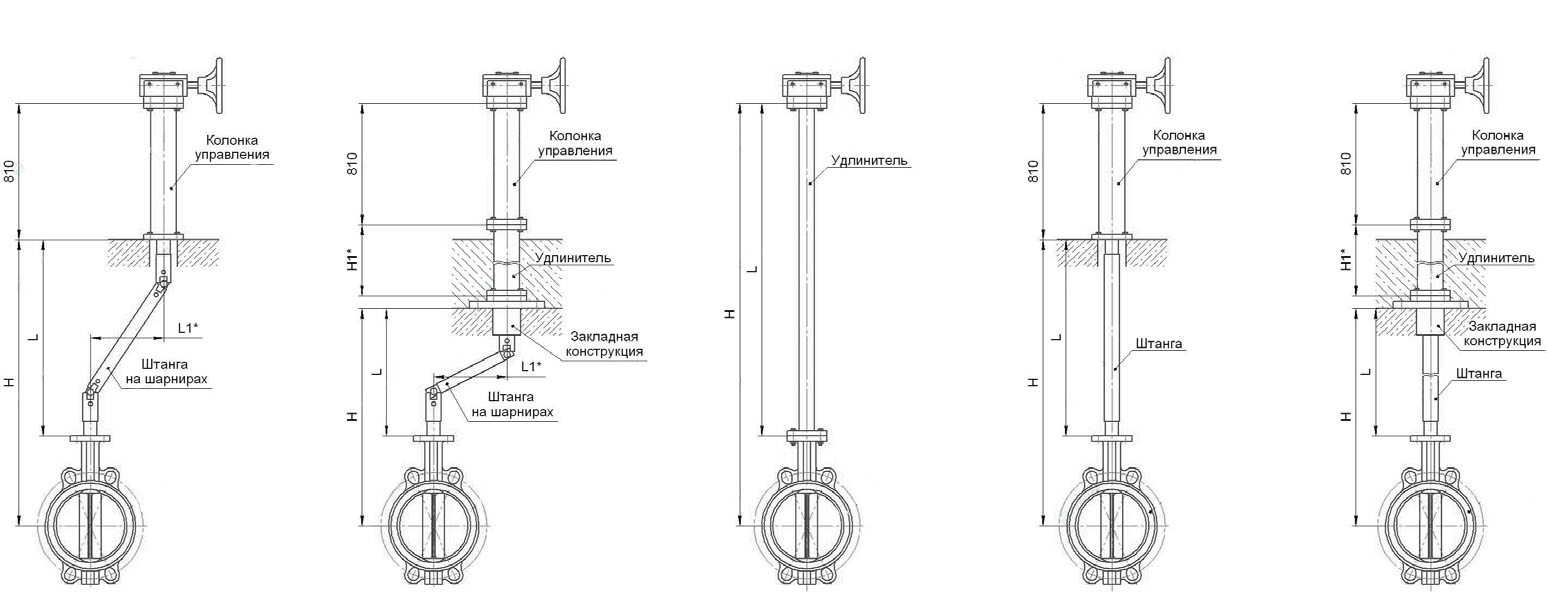 Колонка
управления
810
L1*
L
H
Штанга
на шарнирах
Колонка
управления
810
H1*
Удлинитель
Закладная
конструкция
L1*
L
H
Штанга
на шарнирах
Удлинитель
L
H
Колонка
управления
810
L
H
Штанга
Колонка
управления
810
H1*
Удлинитель
Закладная
конструкция
L
H
Штанга